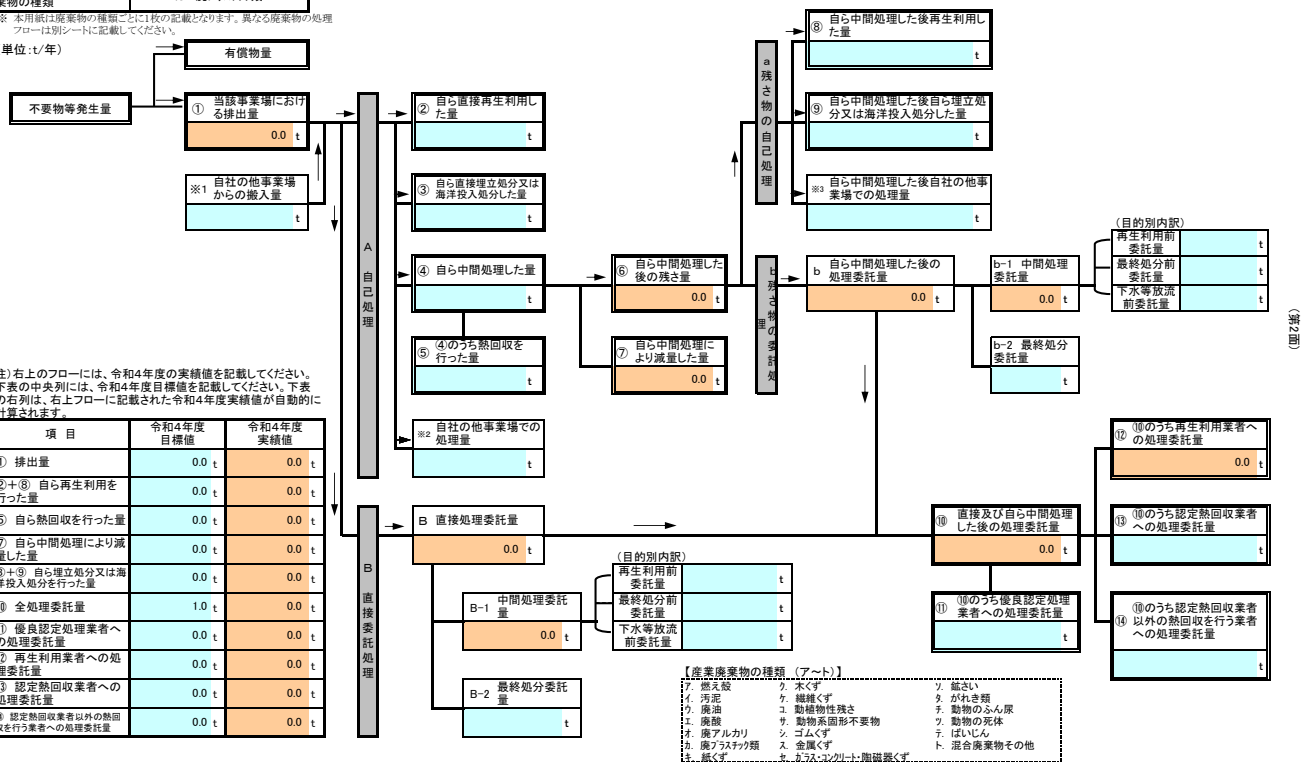 棄物の種類
※ 本用紙は廃棄物の種類ごとに1枚の記載となります。異なる廃棄物の処理
フローは別シートに記載してください。
単位:t/年)
有償物量
不要物等発生量
① 当該事業場におけ
る排出量
0.0 t
※1 自社の他事業場
からの搬入量
t
A 自己処理
② 自ら直接再生利用し
た量
t
③ 自ら直接埋立処分又は
海洋投入処分した量
t
④ 自ら中間処理した量
t
⑤ ④のうち熱回収を
行った量
t
※2 自社の他事業場での
処理量
t
⑥ 自ら中間処理した
後の残さ量
0.0 t
⑦ 自ら中間処理に
より減量した量
0.0 t
a 残さ物の自己処理
⑧ 自ら中間処理した後再生利用し
た量
t
⑨ 自ら中間処理した後自ら埋立処
分又は海洋投入処分した量
t
※3 自ら中間処理した後自社の他事
業場での処理量
t
b 残さ物の委託処理
b 自ら中間処理した後の
処理委託量
0.0 t
b-1 中間処理
委託量
0.0 t
b-2 最終処分
委託量
t
(目的別内訳)
再生利用前
委託量
t
最終処分前
委託量
t
下水等放流
前委託量
t
(第2面)
注)右上のフローには、令和4年度の実績値を記載してください。
下表の中央列には、令和4年度目標値を記載してください。下表
の右列は、右上フローに記載された令和4年度実績値が自動的に
計算されます。
項 目 令和4年度
目標値 令和4年度
実績値
① 排出量 0.0 t 0.0 t
②+⑧ 自ら再生利用を
行った量 0.0 t 0.0 t
⑤ 自ら熱回収を行った量 0.0 t 0.0 t
⑦ 自ら中間処理により減
量した量 0.0 t 0.0 t
③+⑨ 自ら埋立処分又は海
洋投入処分を行った量 0.0 t 0.0 t
⑩ 全処理委託量 1.0 t 0.0 t
⑪ 優良認定処理業者へ
の処理委託量 0.0 t 0.0 t
⑫ 再生利用業者への処
理委託量 0.0 t 0.0 t
⑬ 認定熱回収業者への
処理委託量 0.0 t 0.0 t
⑭ 認定熱回収業者以外の熱回
収を行う業者への処理委託量 0.0 t 0.0 t
B 直接委託処理
B 直接処理委託量
0.0 t
B-1 中間処理委託
量
0.0 t
B-2 最終処分委託
量
t
(目的別内訳)
再生利用前
委託量
t
最終処分前
委託量
t
下水等放流
前委託量
t
⑩ 直接及び自ら中間処理
した後の処理委託量
0.0 t
⑪ ⑩のうち優良認定処理
業者への処理委託量
t
⑫ ⑩のうち再生利用業者へ
の処理委託量
0.0 t
⑬ ⑩のうち認定熱回収業者
への処理委託量
t
⑭ ⑩のうち認定熱回収業者
以外の熱回収を行う業者
への処理委託量
t
【産業廃棄物の種類 (ア~ト)】
ア. 燃え殻 ク. 木くず ソ. 鉱さい
イ. 汚泥 ケ. 繊維くず タ. がれき類
ウ. 廃油 コ. 動植物性残さ チ. 動物のふん尿
エ. 廃酸 サ. 動物系固形不要物 ツ. 動物の死体
オ. 廃アルカリ シ. ゴムくず テ. ばいじん
カ. 廃プラスチック類 ス. 金属くず ト. 混合廃棄物その他
キ. 紙くず セ. ガラス・コンクリート・陶磁器くず